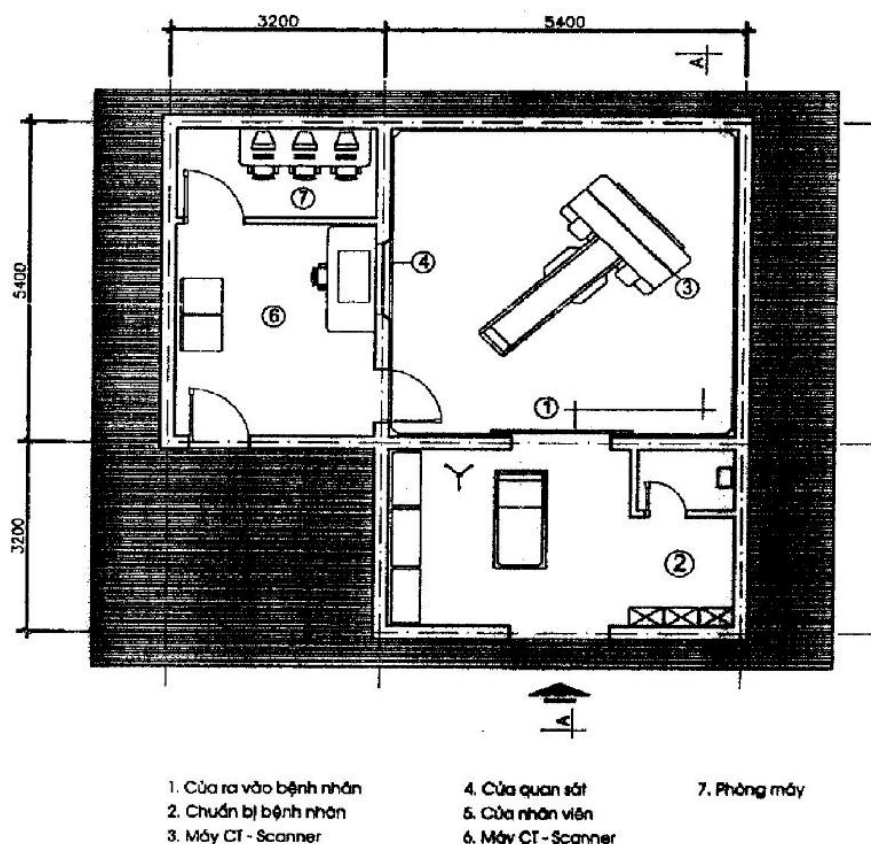 3200 5400
A
7
4
3
5400
6
1
3200
2
A
1. Cửa ra vào bệnh nhân
2. Chuẩn bị bệnh nhân
3. Máy CT - Scanner
4. Cửa quan sát
5. Cửa nhân viên
6. Máy CT - Scanner
7. Phòng máy